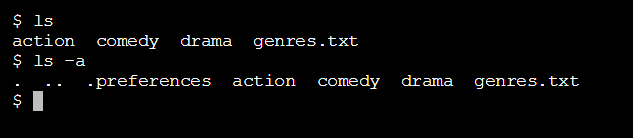 $ ls
action  comedy  drama  genres.txt
$ ls -a
.  ..  .preferences  action  comedy  drama  genres.txt
$